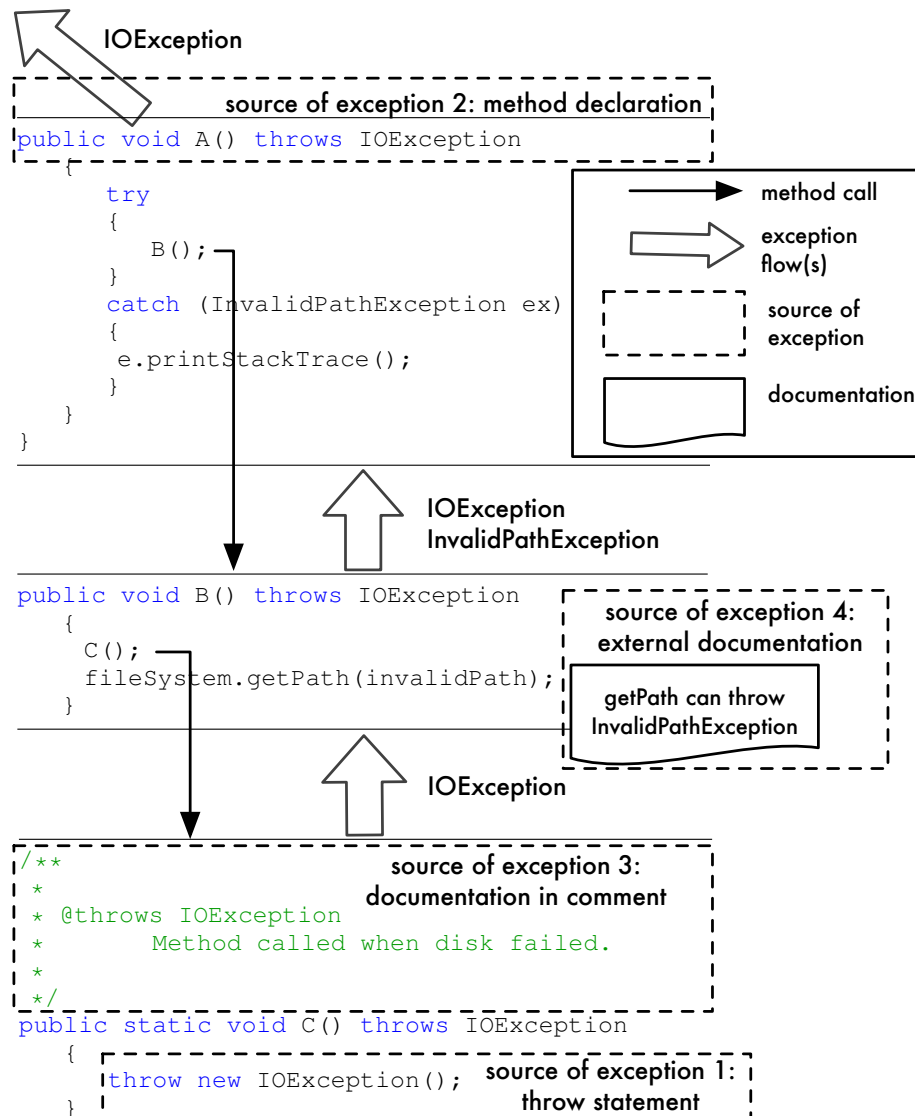 IOException
source of exception 2: method declaration
public void A() throws IOException
{
try
{
B();
}
catch (InvalidPathException ex)
{
e.printStackTrace();
}
}
}
method call
exception
flow(s)
source of
exception
documentation
IOException
InvalidPathException
public void B() throws IOException
{
C();
fileSystem.getPath(invalidPath);
}
source of exception 4:
external documentation
getPath can throw
InvalidPathException
IOException
source of exception 3:
documentation in comment
/**
*
* @throws IOException
* Method called when disk failed.
*
*/
public static void C() throws IOException
{
throw new IOException();
}
source of exception 1:
throw statement